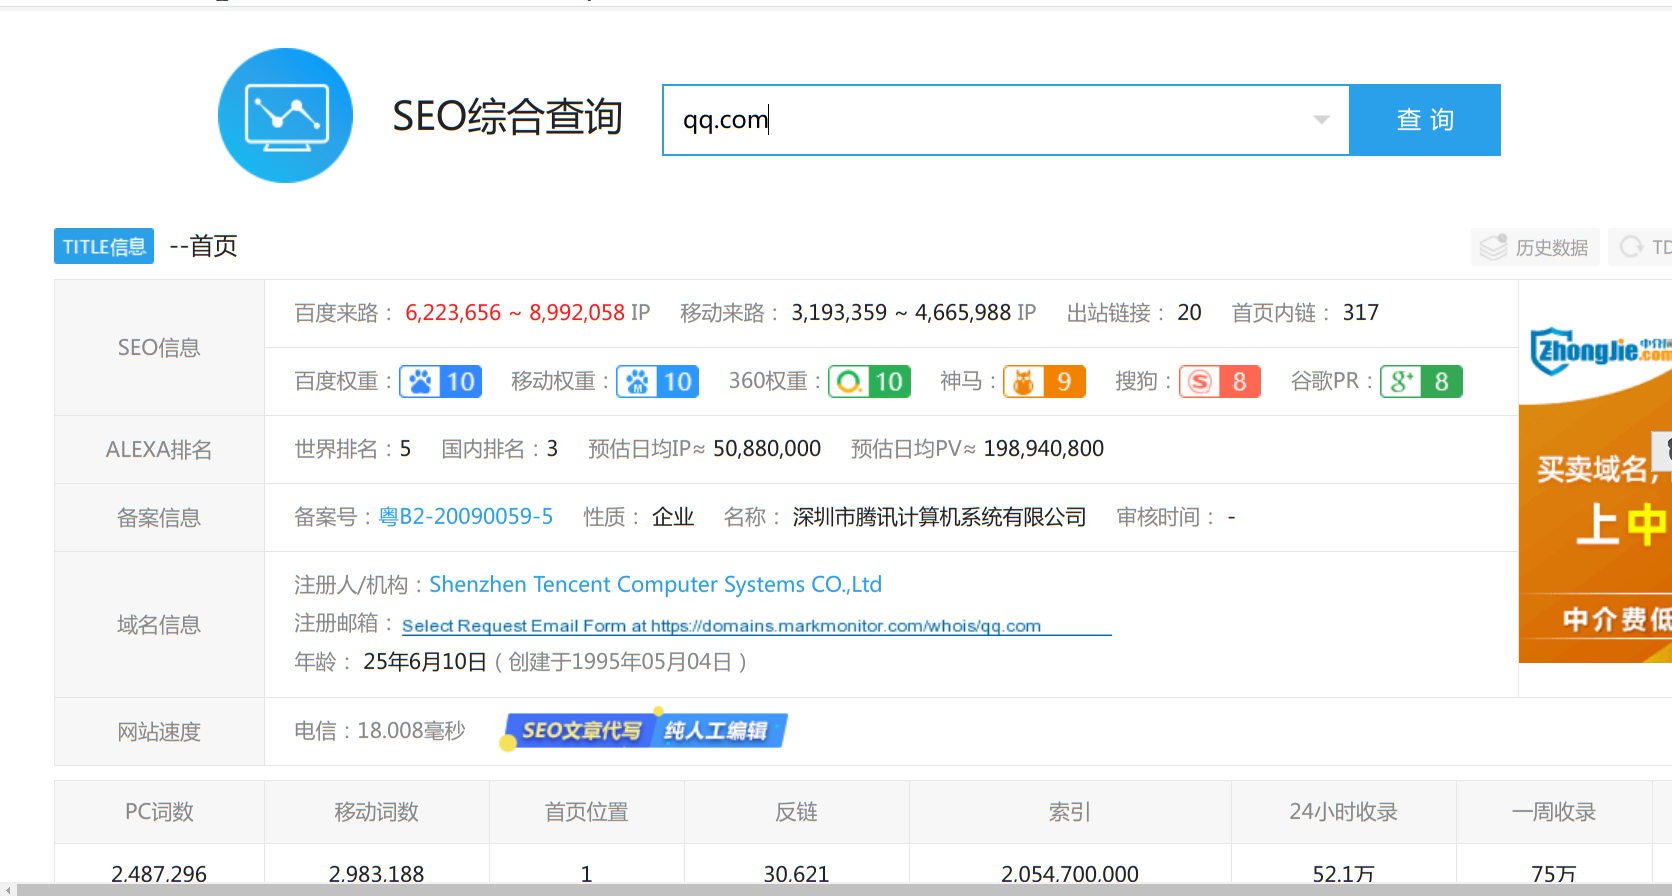 SEO综合查询
qq.com
查 询
TITLE信息 --首页
历史数据
SEO信息
百度来路： 6,223,656 ~ 8,992,058 IP 移动来路： 3,193,359 ~ 4,665,988 IP 出站链接： 20 首页内链： 317
百度权重： 10 移动权重： 10 360权重： 10 神马： 9 搜狗： 8 谷歌PR： 8
ZhongJie.com
ALEXA排名 世界排名：5 国内排名：3 预估日均IP≈ 50,880,000 预估日均PV≈ 198,940,800
买卖域名，
上中
中介费低
备案信息 备案号：粤B2-20090059-5 性质： 企业 名称： 深圳市腾讯计算机系统有限公司 审核时间： -
域名信息
注册人/机构：Shenzhen Tencent Computer Systems CO.,Ltd
注册邮箱： Select Request Email Form at https://domains.markmonitor.com/whois/qq.com
年龄： 25年6月10日（创建于1995年05月04日）
网站速度 电信：18.008毫秒 SEO文章代写 纯人工编辑
PC词数 移动词数 首页位置 反链 索引 24小时收录 一周收录
2,487,296 2,983,188 1 30,621 2,054,700,000 52.1万 75万